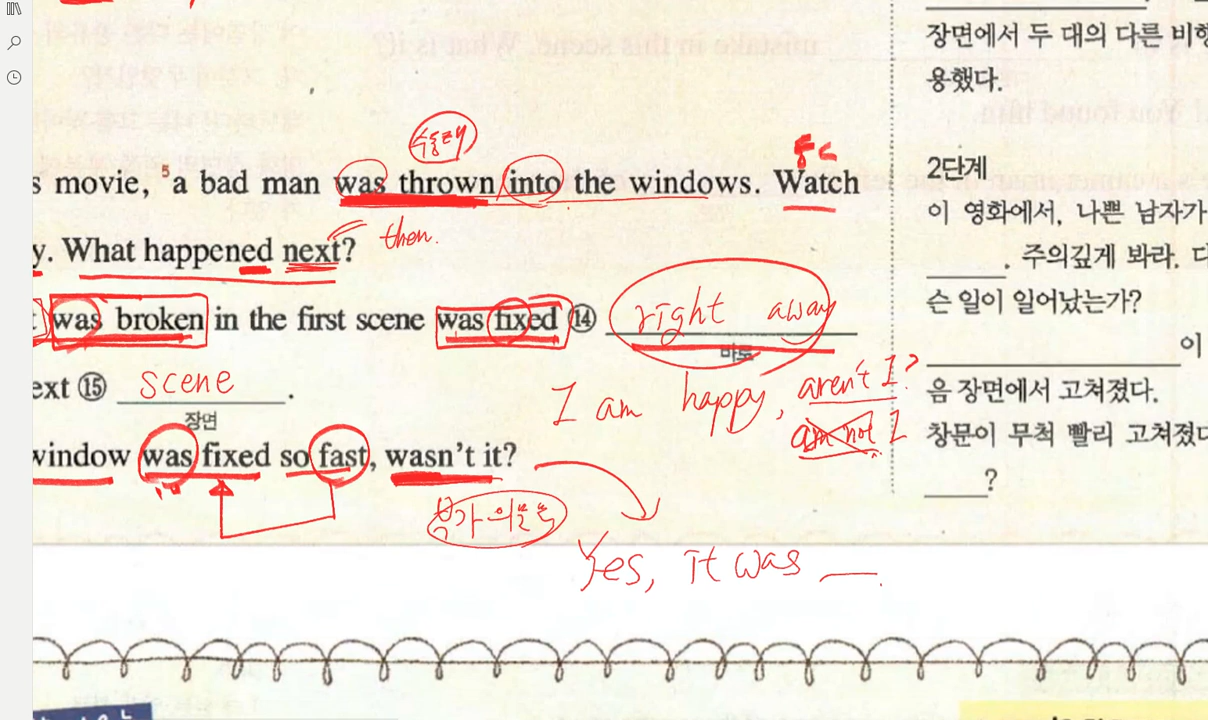 수동태
s movie, 5 a bad man was thrown into the windows. Watch
then.
y. What happened next?
was broken in the first scene was fixed ⑭ right away
바로
ext ⑮ scene.
장면
I am happy, aren't I?
am not I
window was fixed so fast, wasn't it?
부가의문문
Yes, it was
장면에서 두 대의 다른 비행
용했다.
2단계
이 영화에서, 나쁜 남자가
. 주의깊게 봐라. 다
슨 일이 일어났는가?
이
음 장면에서 고쳐졌다.
창문이 무척 빨리 고쳐졌다
?
mistake in this scene. What is it?
You found him.